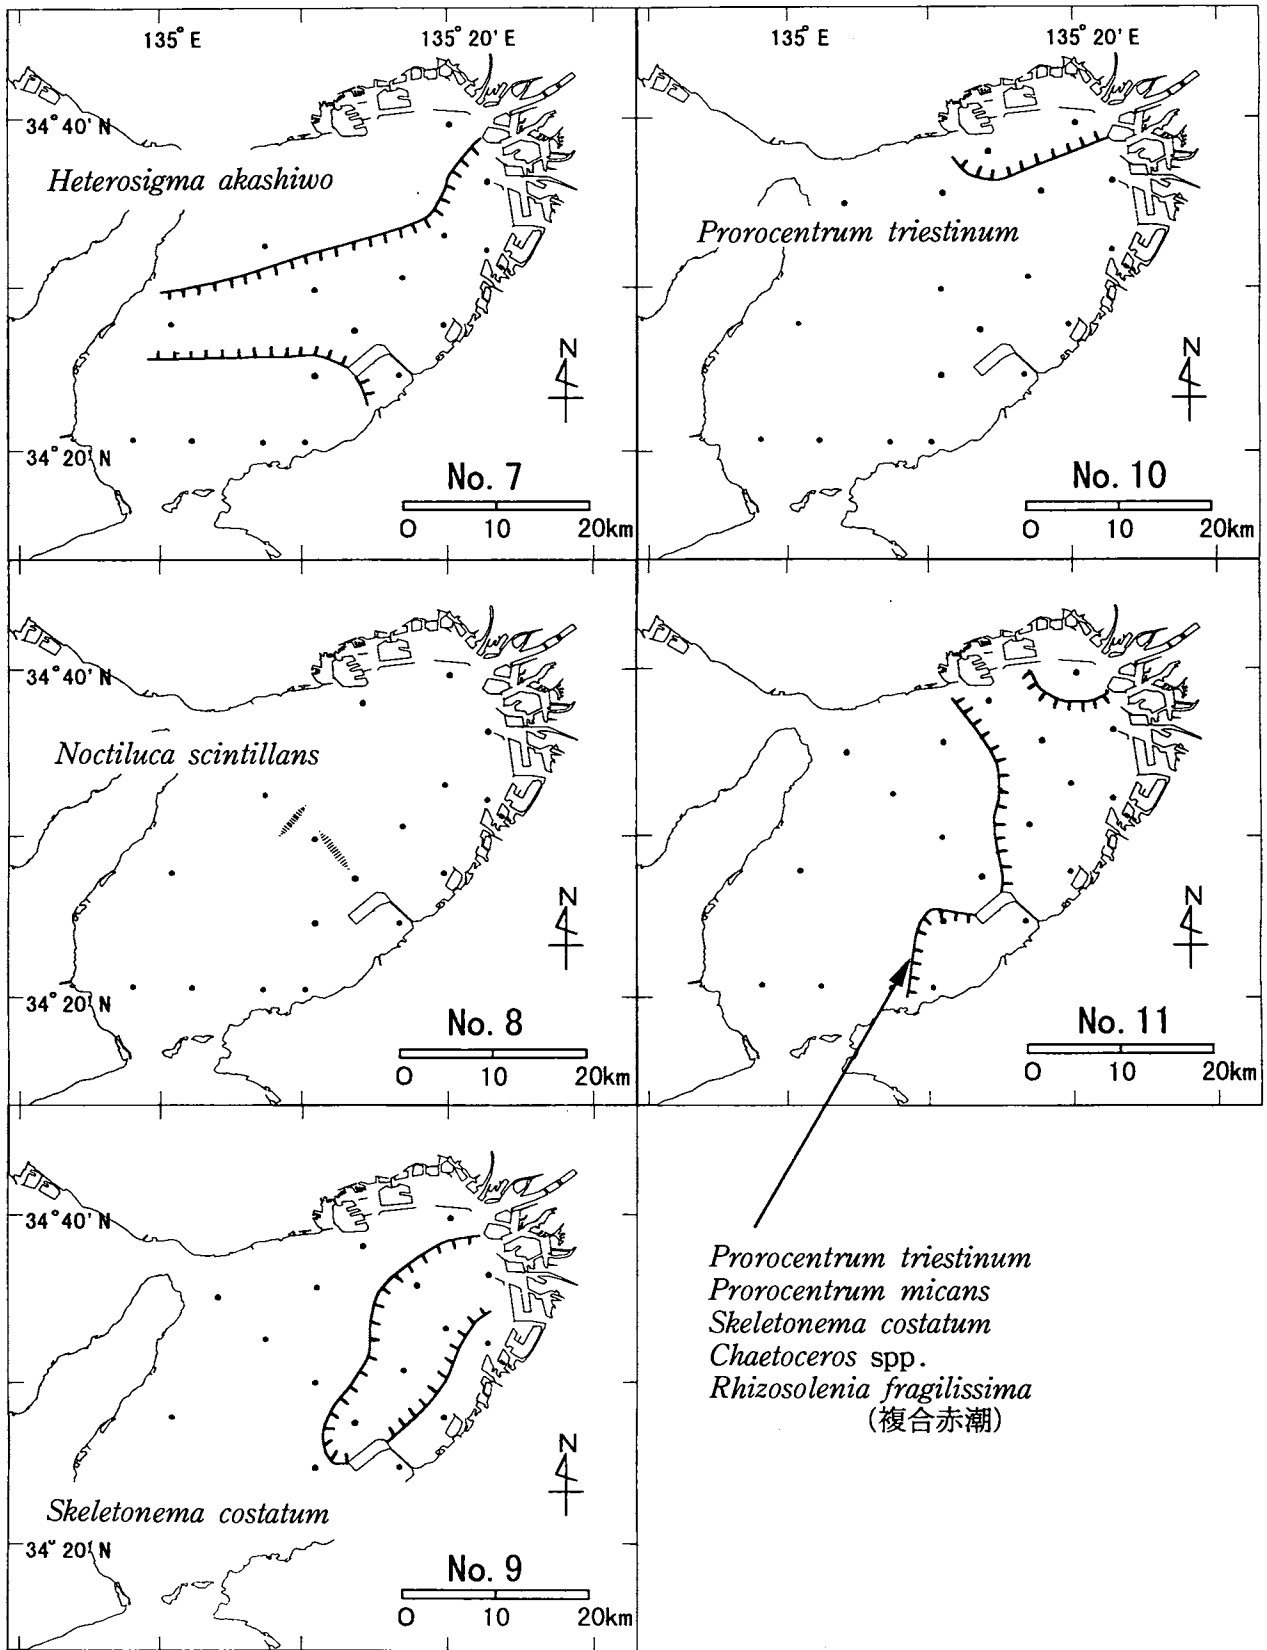 135° E 135° 20' E
34° 40' N
Heterosigma akashiwo
N
34° 20' N
No. 7
0 10 20km
135° E 135° 20' E
Prorocentrum triestinum
N
No. 10
0 10 20km
34° 40' N
Noctiluca scintillans
N
34° 20' N
No. 8
0 10 20km
N
No. 11
0 10 20km
34° 40' N
N
Skeletonema costatum
34° 20' N
No. 9
0 10 20km
Prorocentrum triestinum
Prorocentrum micans
Skeletonema costatum
Chaetoceros spp.
Rhizosolenia fragilissima
(複合赤潮)